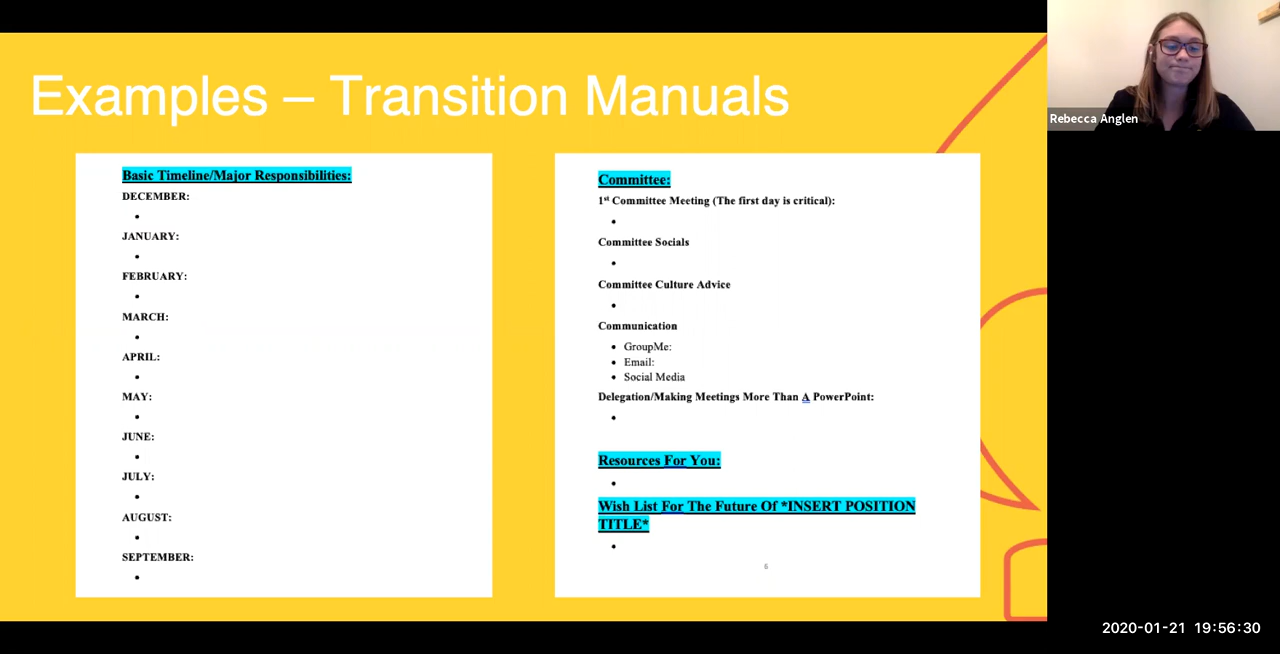 Examples – Transition Manuals
Rebecca Anglen
Basic Timeline/Major Responsibilities:
DECEMBER:
JANUARY:
FEBRUARY:
MARCH:
APRIL:
MAY:
JUNE:
JULY:
AUGUST:
SEPTEMBER:
Committee:
1st Committee Meeting (The first day is critical):
Committee Socials
Committee Culture Advice
Communication
GroupMe:
Email:
Social Media
Delegation/Making Meetings More Than A PowerPoint:
Resources For You:
Wish List For The Future Of *INSERT POSITION
TITLE*
6
2020-01-21 19:56:30